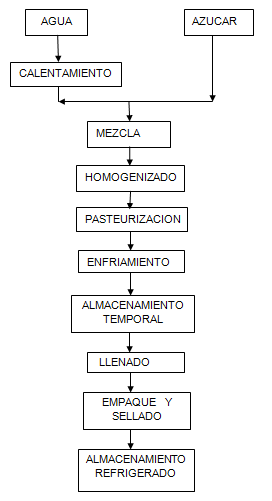 AGUA
AZUCAR
CALENTAMIENTO
MEZCLA
HOMOGENIZADO
PASTEURIZACION
ENFRIAMIENTO
ALMACENAMIENTO
TEMPORAL
LLENADO
EMPAQUE Y
SELLADO
ALMACENAMIENTO
REFRIGERADO